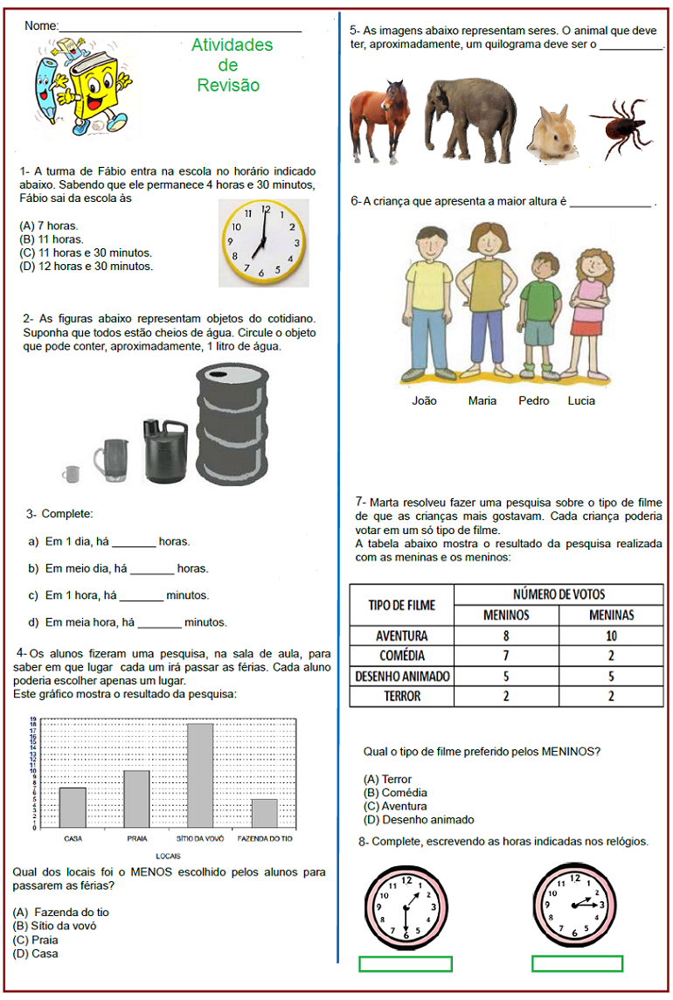 Nome:
Atividades
de
Revisão
1- A turma de Fábio entra na escola no horário indicado
abaixo. Sabendo que ele permanece 4 horas e 30 minutos,
Fábio sai da escola às
(A) 7 horas.
(B) 11 horas.
(C) 11 horas e 30 minutos.
(D) 12 horas e 30 minutos.
12
1
2
3
4
5
6
7
8
9
10
11
2- As figuras abaixo representam objetos do cotidiano.
Suponha que todos estão cheios de água. Circule o objeto
que pode conter, aproximadamente, 1 litro de água.
3- Complete:
a) Em 1 dia, há _______ horas.
b) Em meio dia, há _______ horas.
c) Em 1 hora, há _______ minutos.
d) Em meia hora, há _______ minutos.
4- Os alunos fizeram uma pesquisa, na sala de aula, para
saber em que lugar cada um irá passar as férias. Cada aluno
poderia escolher apenas um lugar.
Este gráfico mostra o resultado da pesquisa:
19
18
17
16
15
14
13
12
11
10
9
8
7
6
5
4
3
2
1
0
CASA PRAIA SÍTIO DA VOVÓ FAZENDA DO TIO
LOCAIS
Qual dos locais foi o MENOS escolhido pelos alunos para
passarem as férias?
(A) Fazenda do tio
(B) Sítio da vovó
(C) Praia
(D) Casa
5- As imagens abaixo representam seres. O animal que deve
ter, aproximadamente, um quilograma deve ser o __________.
6- A criança que apresenta a maior altura é _____________ .
João Maria Pedro Lucia
7- Marta resolveu fazer uma pesquisa sobre o tipo de filme
de que as crianças mais gostavam. Cada criança poderia
votar em um só tipo de filme.
A tabela abaixo mostra o resultado da pesquisa realizada
com as meninas e os meninos:
TIPO DE FILME NÚMERO DE VOTOS
MENINOS MENINAS
AVENTURA 8 10
COMÉDIA 7 2
DESENHO ANIMADO 5 5
TERROR 2 2
Qual o tipo de filme preferido pelos MENINOS?
(A) Terror
(B) Comédia
(C) Aventura
(D) Desenho animado
8- Complete, escrevendo as horas indicadas nos relógios.
12
1
2
3
4
5
6
7
8
9
10
11
12
1
2
3
4
5
6
7
8
9
10
11